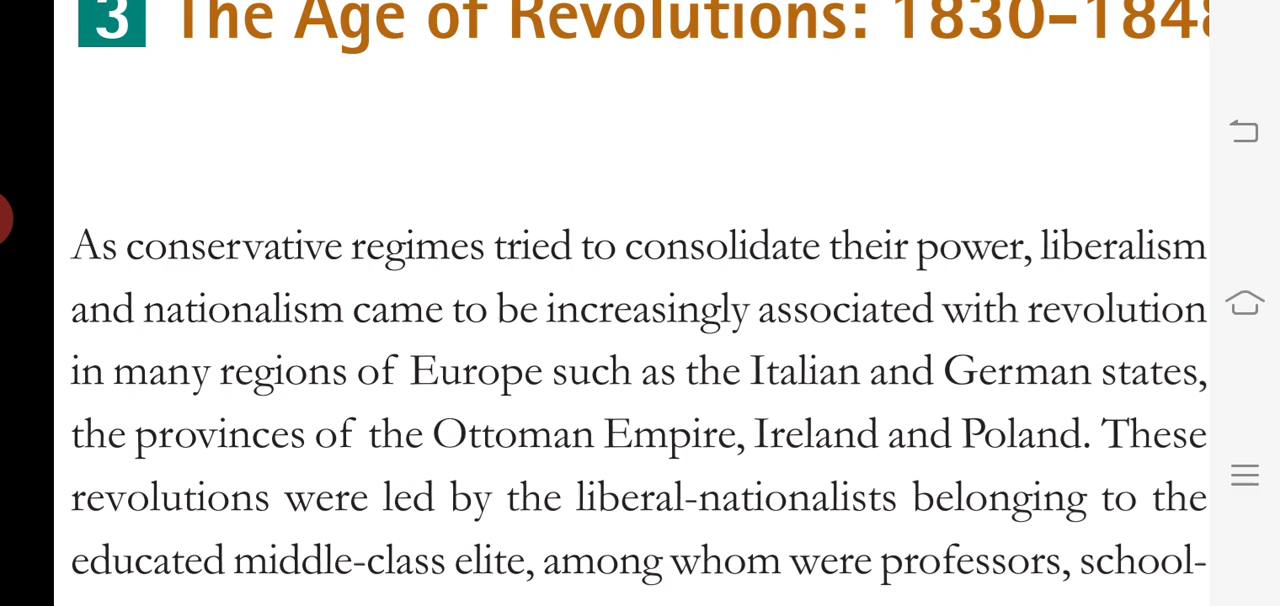 3 The Age of Revolutions: 1830–184
As conservative regimes tried to consolidate their power, liberalism
and nationalism came to be increasingly associated with revolution
in many regions of Europe such as the Italian and German states,
the provinces of the Ottoman Empire, Ireland and Poland. These
revolutions were led by the liberal-nationalists belonging to the
educated middle-class elite, among whom were professors, school-